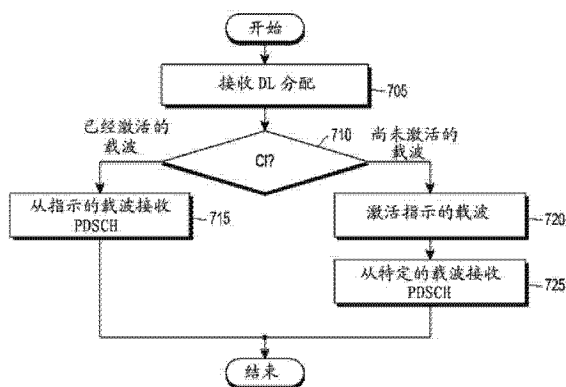 开始
接收 DL 分配
705
已经激活的
载波
710
尚未激活的
载波
CI?
从指示的载波接收
PDSCH
715
激活指示的载波
720
从特定的载波接收
PDSCH
725
结束